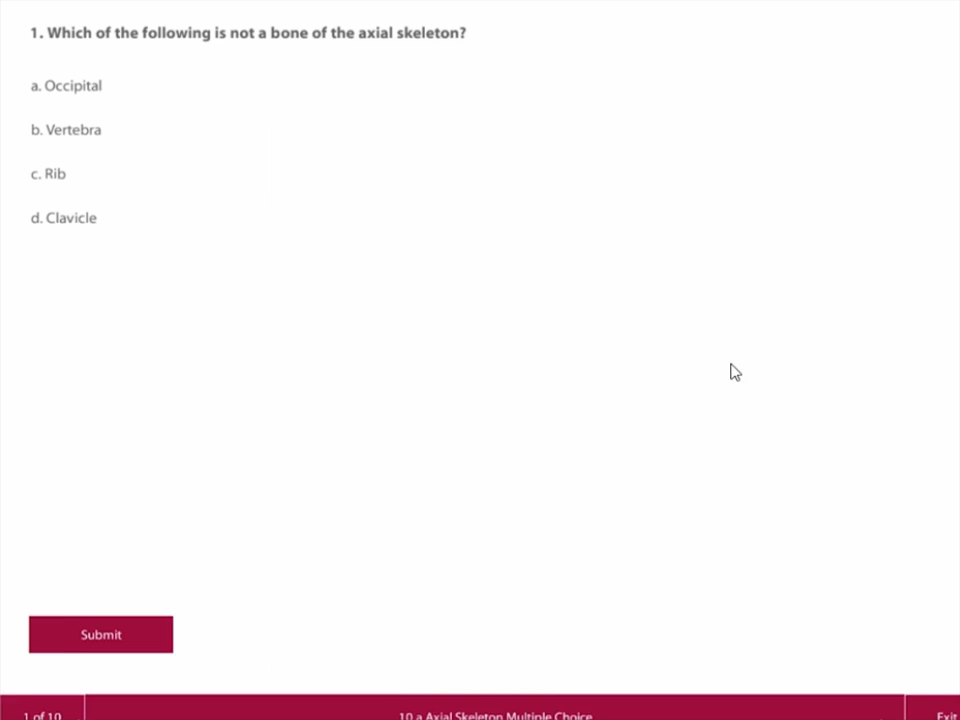 1. Which of the following is not a bone of the axial skeleton?
a. Occipital
b. Vertebra
c. Rib
d. Clavicle
Submit
1 of 10
10 a Axial Skeleton Multiple Choice
Exit